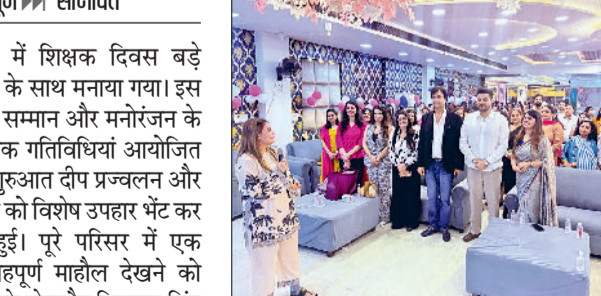 सोनीपत
में शिक्षक दिवस बड़े
के साथ मनाया गया। इस
सम्मान और मनोरंजन के
क गतिविधियां आयोजित
गुरुआत दीप प्रज्वलन और
को विशेष उपहार भेंट कर
हुई। पूरे परिसर में एक
हपूर्ण माहौल देखने को